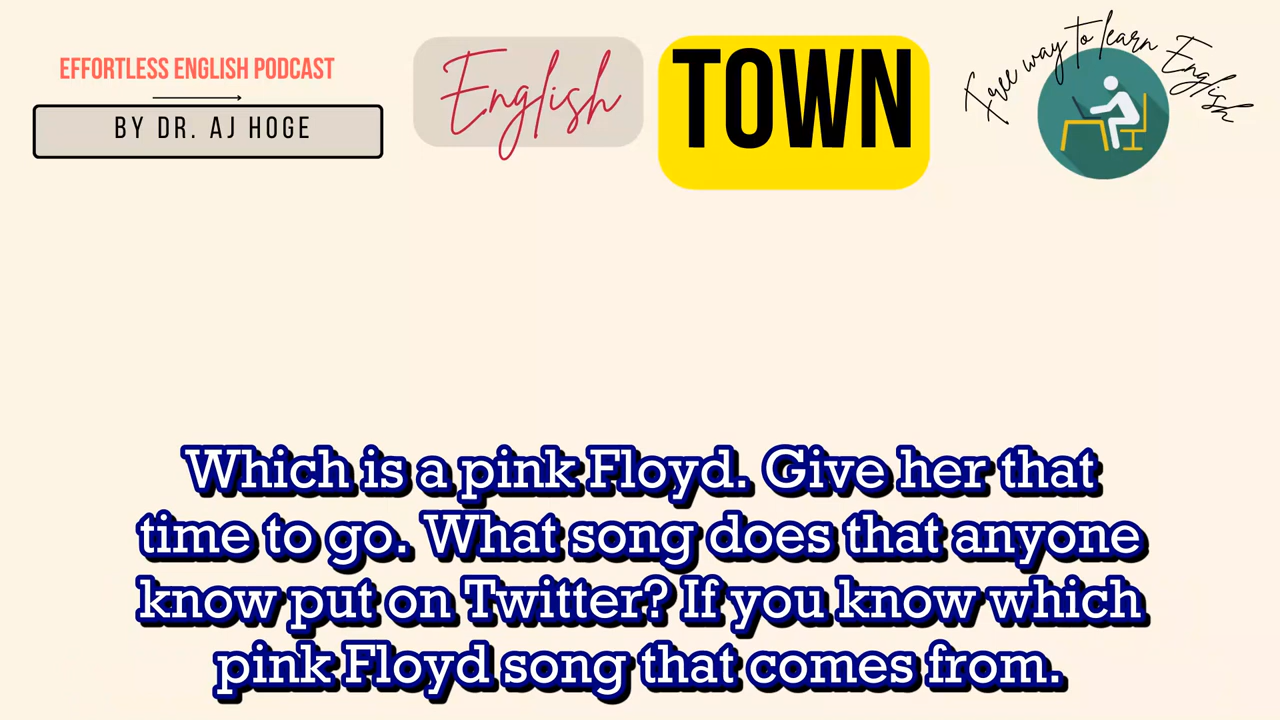 EFFORTLESS ENGLISH PODCAST
BY DR. AJ HOGE
English
TOWN
Free way to learn English
Which is a pink Floyd. Give her that
time to go. What song does that anyone
know put on Twitter? If you know which
pink Floyd song that comes from.